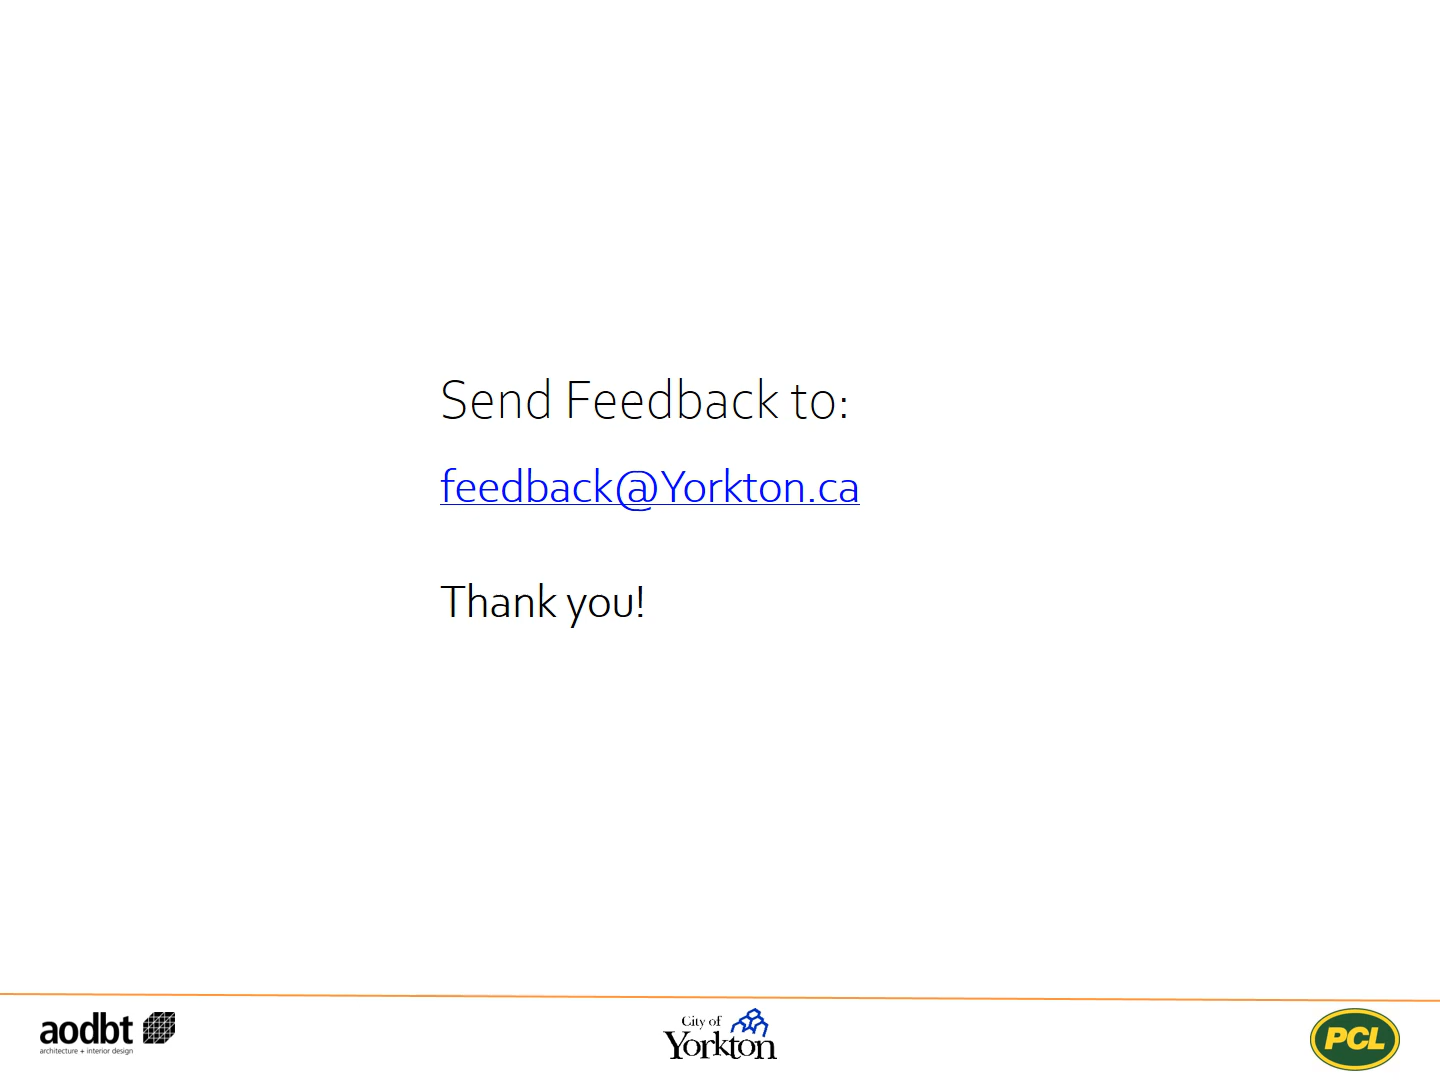 Send Feedback to:
feedback@Yorkton.ca
Thank you!
aodbt
architecture + interior design
City of
Yorkton
PCL